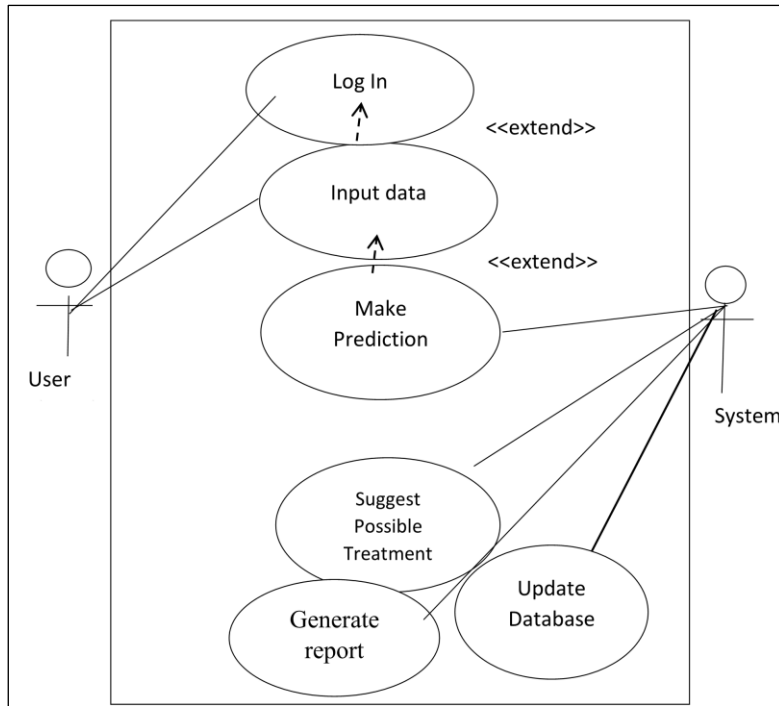 Log In
<<extend>>
Input data
<<extend>>
Make
Prediction
User
System
Suggest
Possible
Treatment
Update
Database
Generate
report